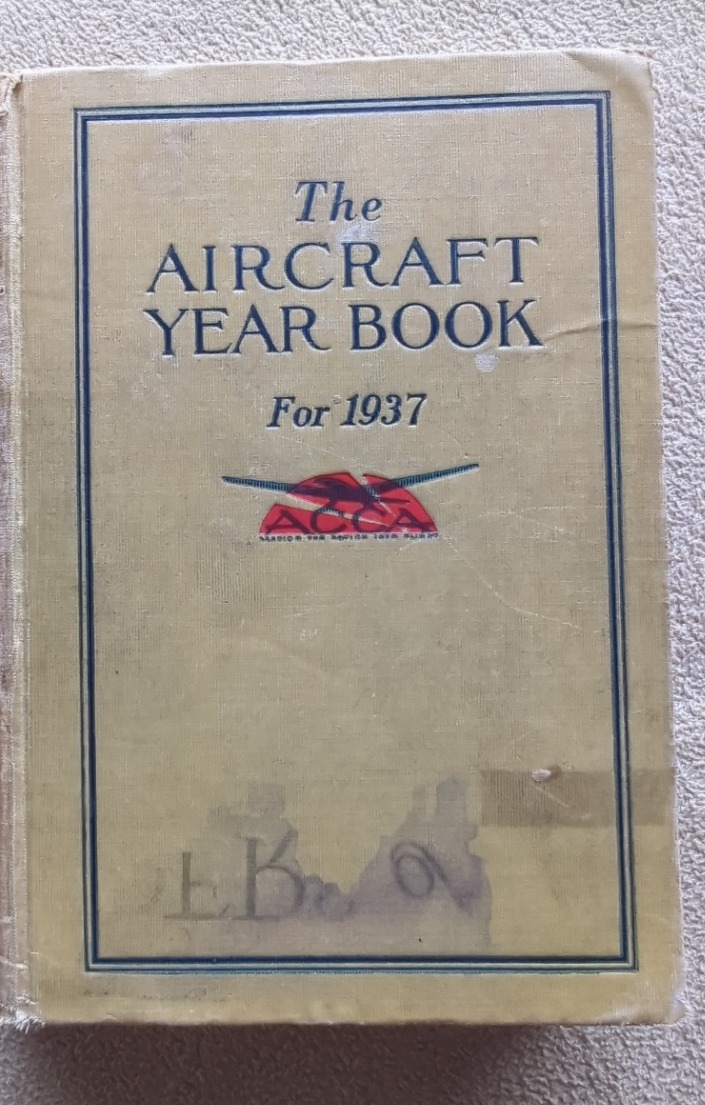 The
AIRCRAFT
YEAR BOOK
For 1937
ACCA